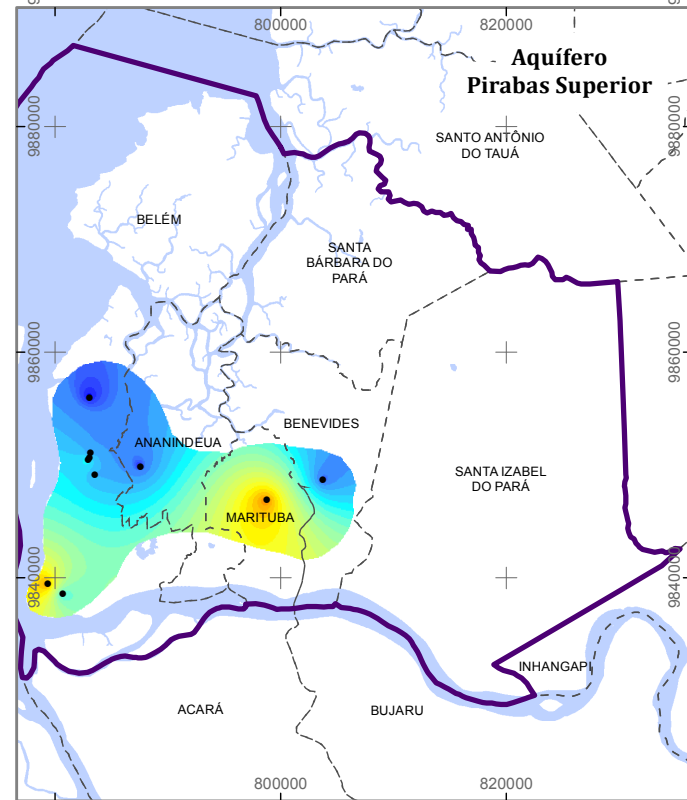 800000
820000
Aquífero
Pirabas Superior
9880000
9880000
SANTO ANTÔNIO
DO TAUÁ
BELÉM
SANTA
BÁRBARA DO
PARÁ
9860000
9860000
BENEVIDES
ANANINDEUA
SANTA IZABEL
DO PARÁ
MARITUBA
9840000
9840000
INHANGAPI
ACARÁ
BUJARU
800000
820000